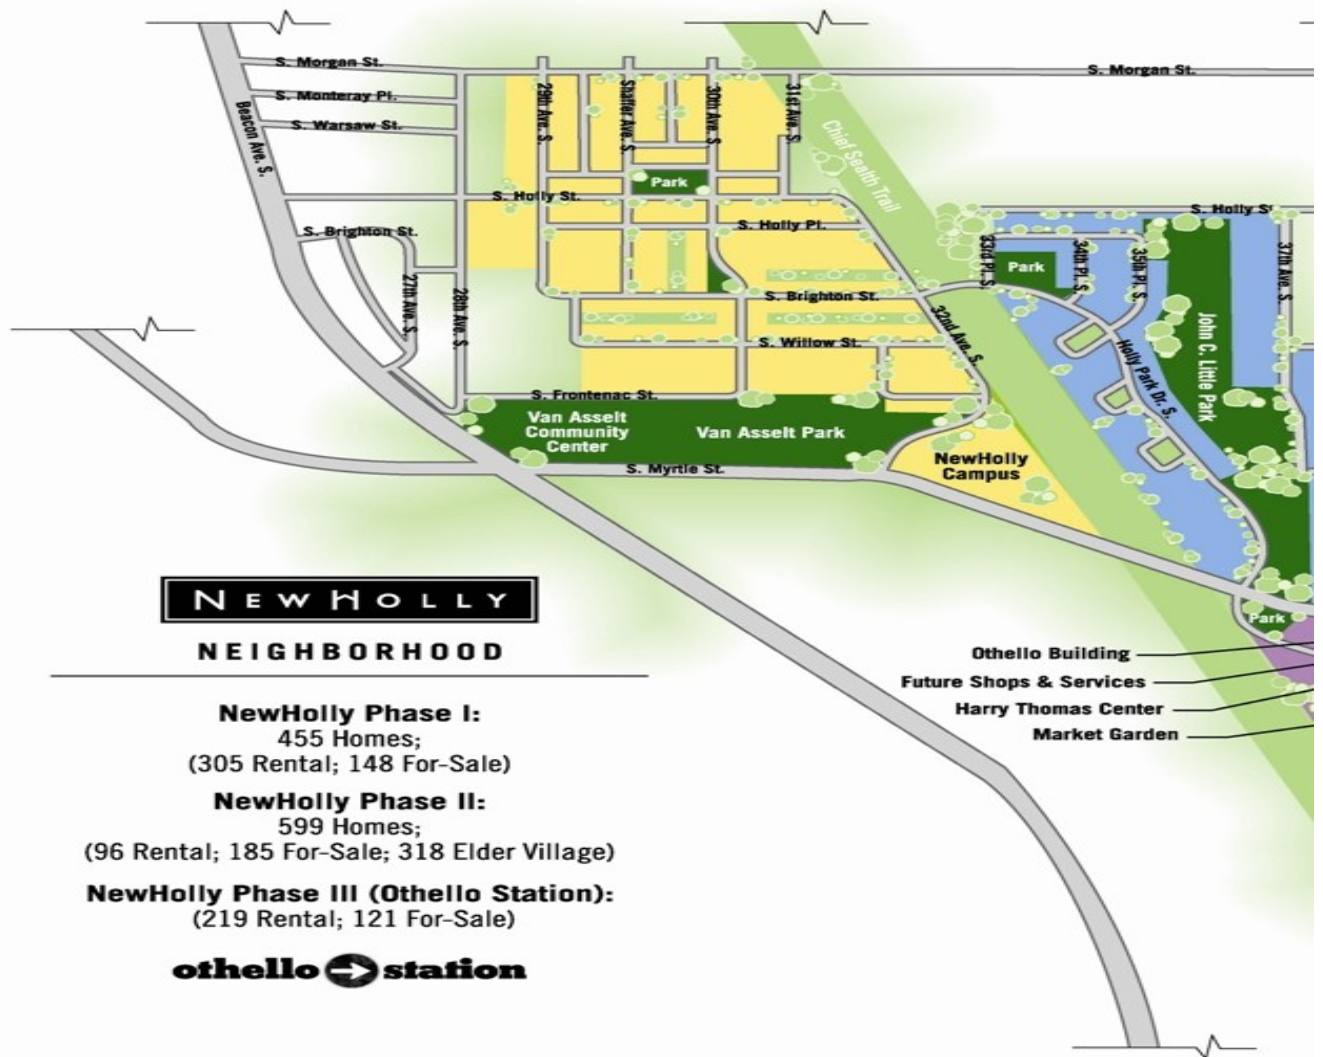 S. Morgan St.
S. Morgan St.
S. Monteray Pl.
S. Warsaw St.
Beacon Ave. S.
29th Ave. S.
Shaffer Ave. S.
30th Ave. S.
31st Ave. S.
Chief Sealth Trail
Park
S. Holly St.
S. Holly St
S. Holly Pl.
S. Brighton St.
27th Ave. S.
28th Ave. S.
33rd Pl. S.
Park
34th Pl. S.
35th Pl. S.
37th Ave. S.
S. Brighton St.
32nd Ave. S.
John C. Little Park
S. Willow St.
Holly Park Dr. S.
S. Frontenac St.
Van Asselt
Community
Center
Van Asselt Park
S. Myrtle St.
NewHolly
Campus
Park
Othello Building
Future Shops & Services
Harry Thomas Center
Market Garden
NEWHOLLY
NEIGHBORHOOD
NewHolly Phase I:
455 Homes;
(305 Rental; 148 For-Sale)
NewHolly Phase II:
599 Homes;
(96 Rental; 185 For-Sale; 318 Elder Village)
NewHolly Phase III (Othello Station):
(219 Rental; 121 For-Sale)
othello station